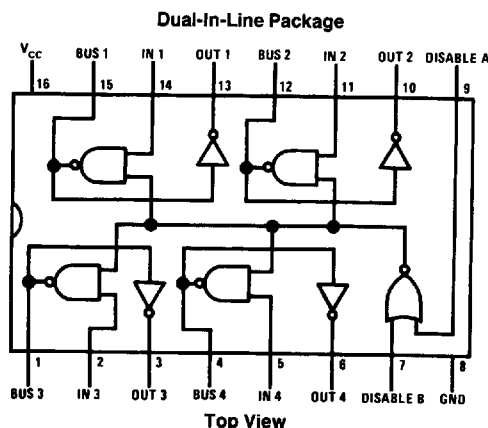 Dual-In-Line Package
VCC BUS 1 IN 1 OUT 1 BUS 2 IN 2 OUT 2 DISABLE A
16 15 14 13 12 11 10 9
1 2 3 4 5 6 7 8
BUS 3 IN 3 OUT 3 BUS 4 IN 4 OUT 4 DISABLE B GND
Top View